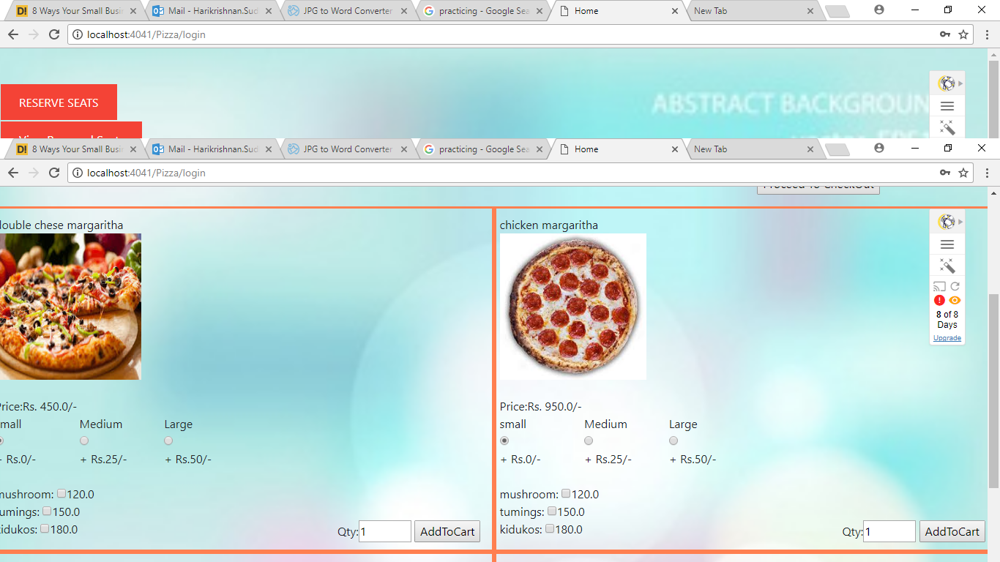 8 Ways Your Small Busi
Mail - Harikrishnan.Sud
JPG to Word Converter
practicing - Google Sea
Home
New Tab
localhost:4041/Pizza/login
RESERVE SEATS
ABSTRACT BACKGROUN
8 Ways Your Small Busi
Mail - Harikrishnan.Sud
JPG to Word Converter
practicing - Google Sea
Home
New Tab
localhost:4041/Pizza/login
Proceed To CheckOut
louble chese margaritha
chicken margaritha
8 of 8
Days
Upgrade
Price:Rs. 450.0/-
Price:Rs. 950.0/-
mall Medium Large
small Medium Large
+ Rs.0/- + Rs.25/- + Rs.50/-
+ Rs.0/- + Rs.25/- + Rs.50/-
mushroom: 120.0
mushroom: 120.0
tumings: 150.0
tumings: 150.0
kidukos: 180.0
Qty: 1 AddToCart
kidukos: 180.0
Qty: 1 AddToCart